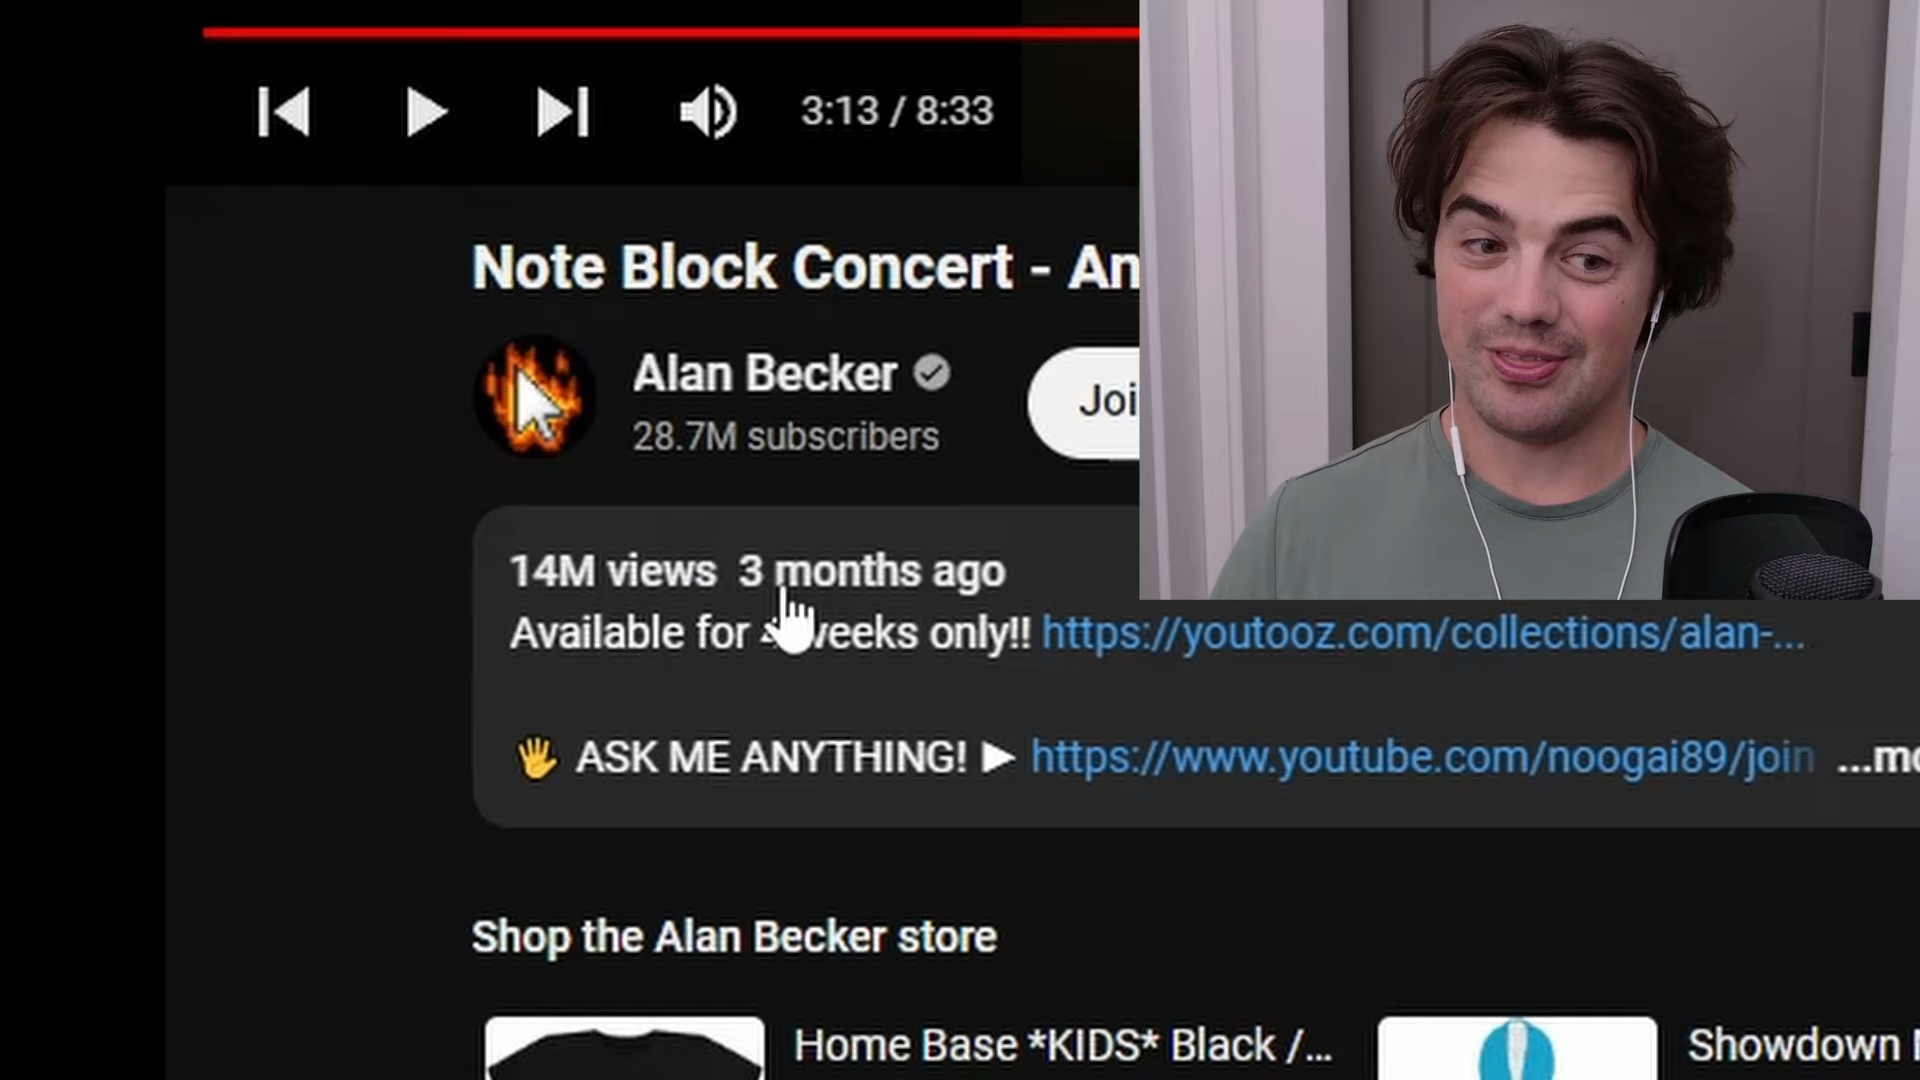 3:13 / 8:33
Note Block Concert - An
Alan Becker
28.7M subscribers
Joi
14M views 3 months ago
Available for weeks only!! https://youtooz.com/collections/alan-...
🖐 ASK ME ANYTHING! ▶ https://www.youtube.com/noogai89/join ...mo
Shop the Alan Becker store
Home Base *KIDS* Black /...
Showdown